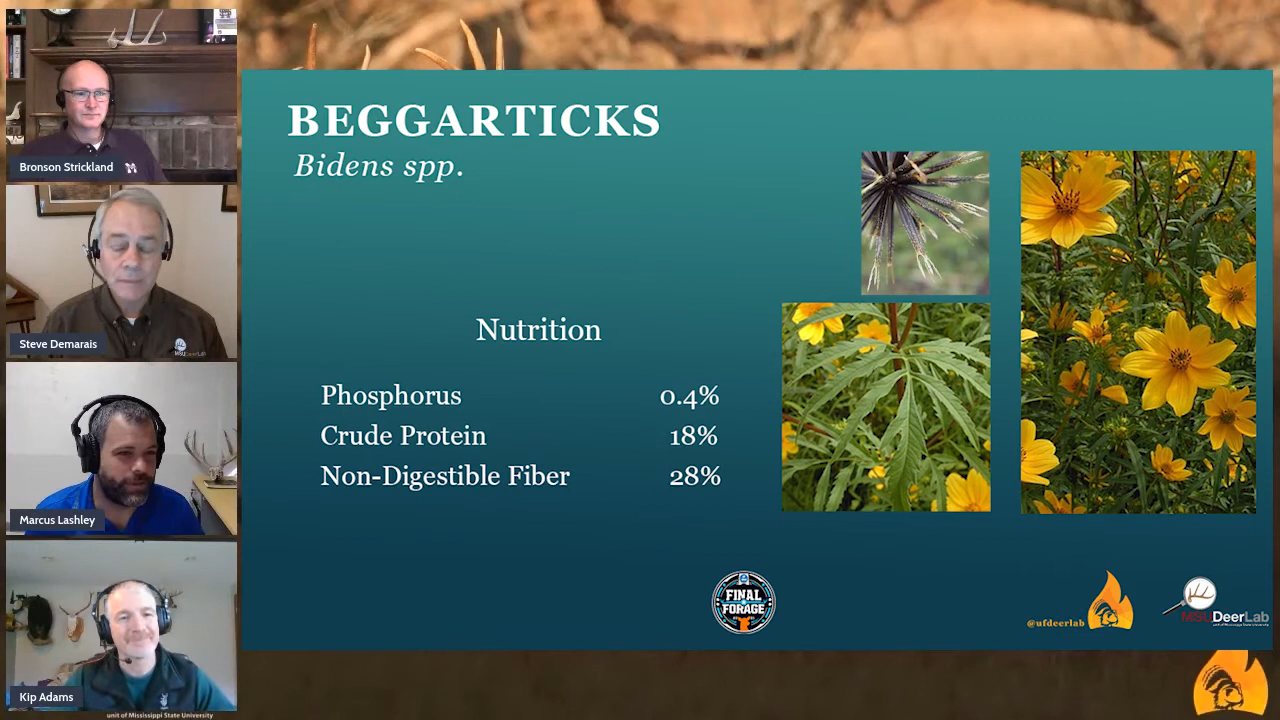 Bronson Strickland
Steve Demarais
MSUDeerLab
Marcus Lashley
Kip Adams
unit of Mississippi State University
BEGGARTICKS
Bidens spp.
Nutrition
Phosphorus 0.4%
Crude Protein 18%
Non-Digestible Fiber 28%
FINAL
FORAGE
@ufdeerlab
MSUDeerLab